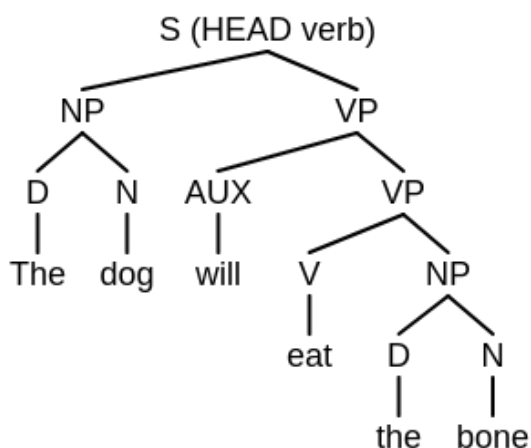 S (HEAD verb)
NP VP
D N AUX VP
The dog will V NP
eat D N
the bone